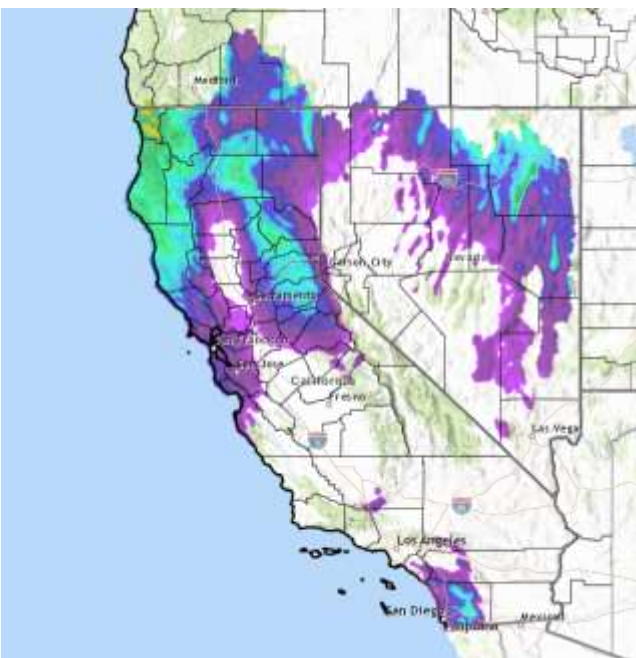 Medford
Carson City
Nevada
Sacramento
San Francisco
San Jose
California
Fresno
Las Vegas
Los Angeles
San Diego
Mexicali